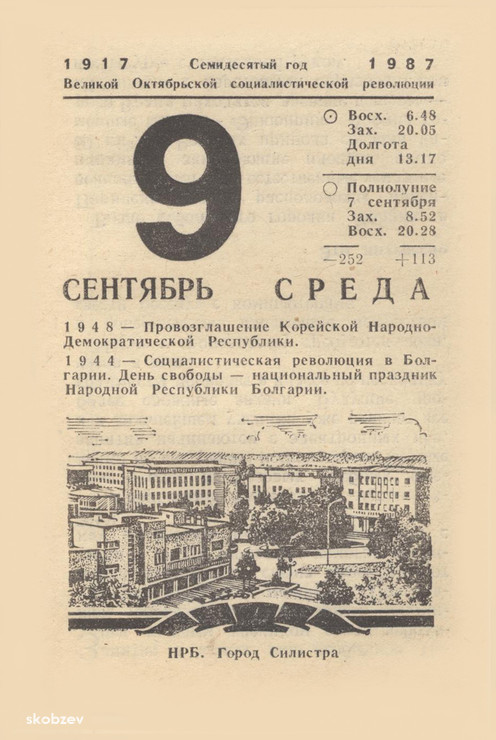 1917 Семидесятый год 1987
Великой Октябрьской социалистической революции
9
Восх. 6.48
Зах. 20.05
Долгота
дня 13.17
Полнолуние
7 сентября
Зах. 8.52
Восх. 20.28
—252 +113
СЕНТЯБРЬ СРЕДА
1948 — Провозглашение Корейской Народно-
Демократической Республики.
1944 — Социалистическая революция в Бол-
гарии. День свободы — национальный праздник
Народной Республики Болгарии.
НРБ. Город Силистра
skobzev